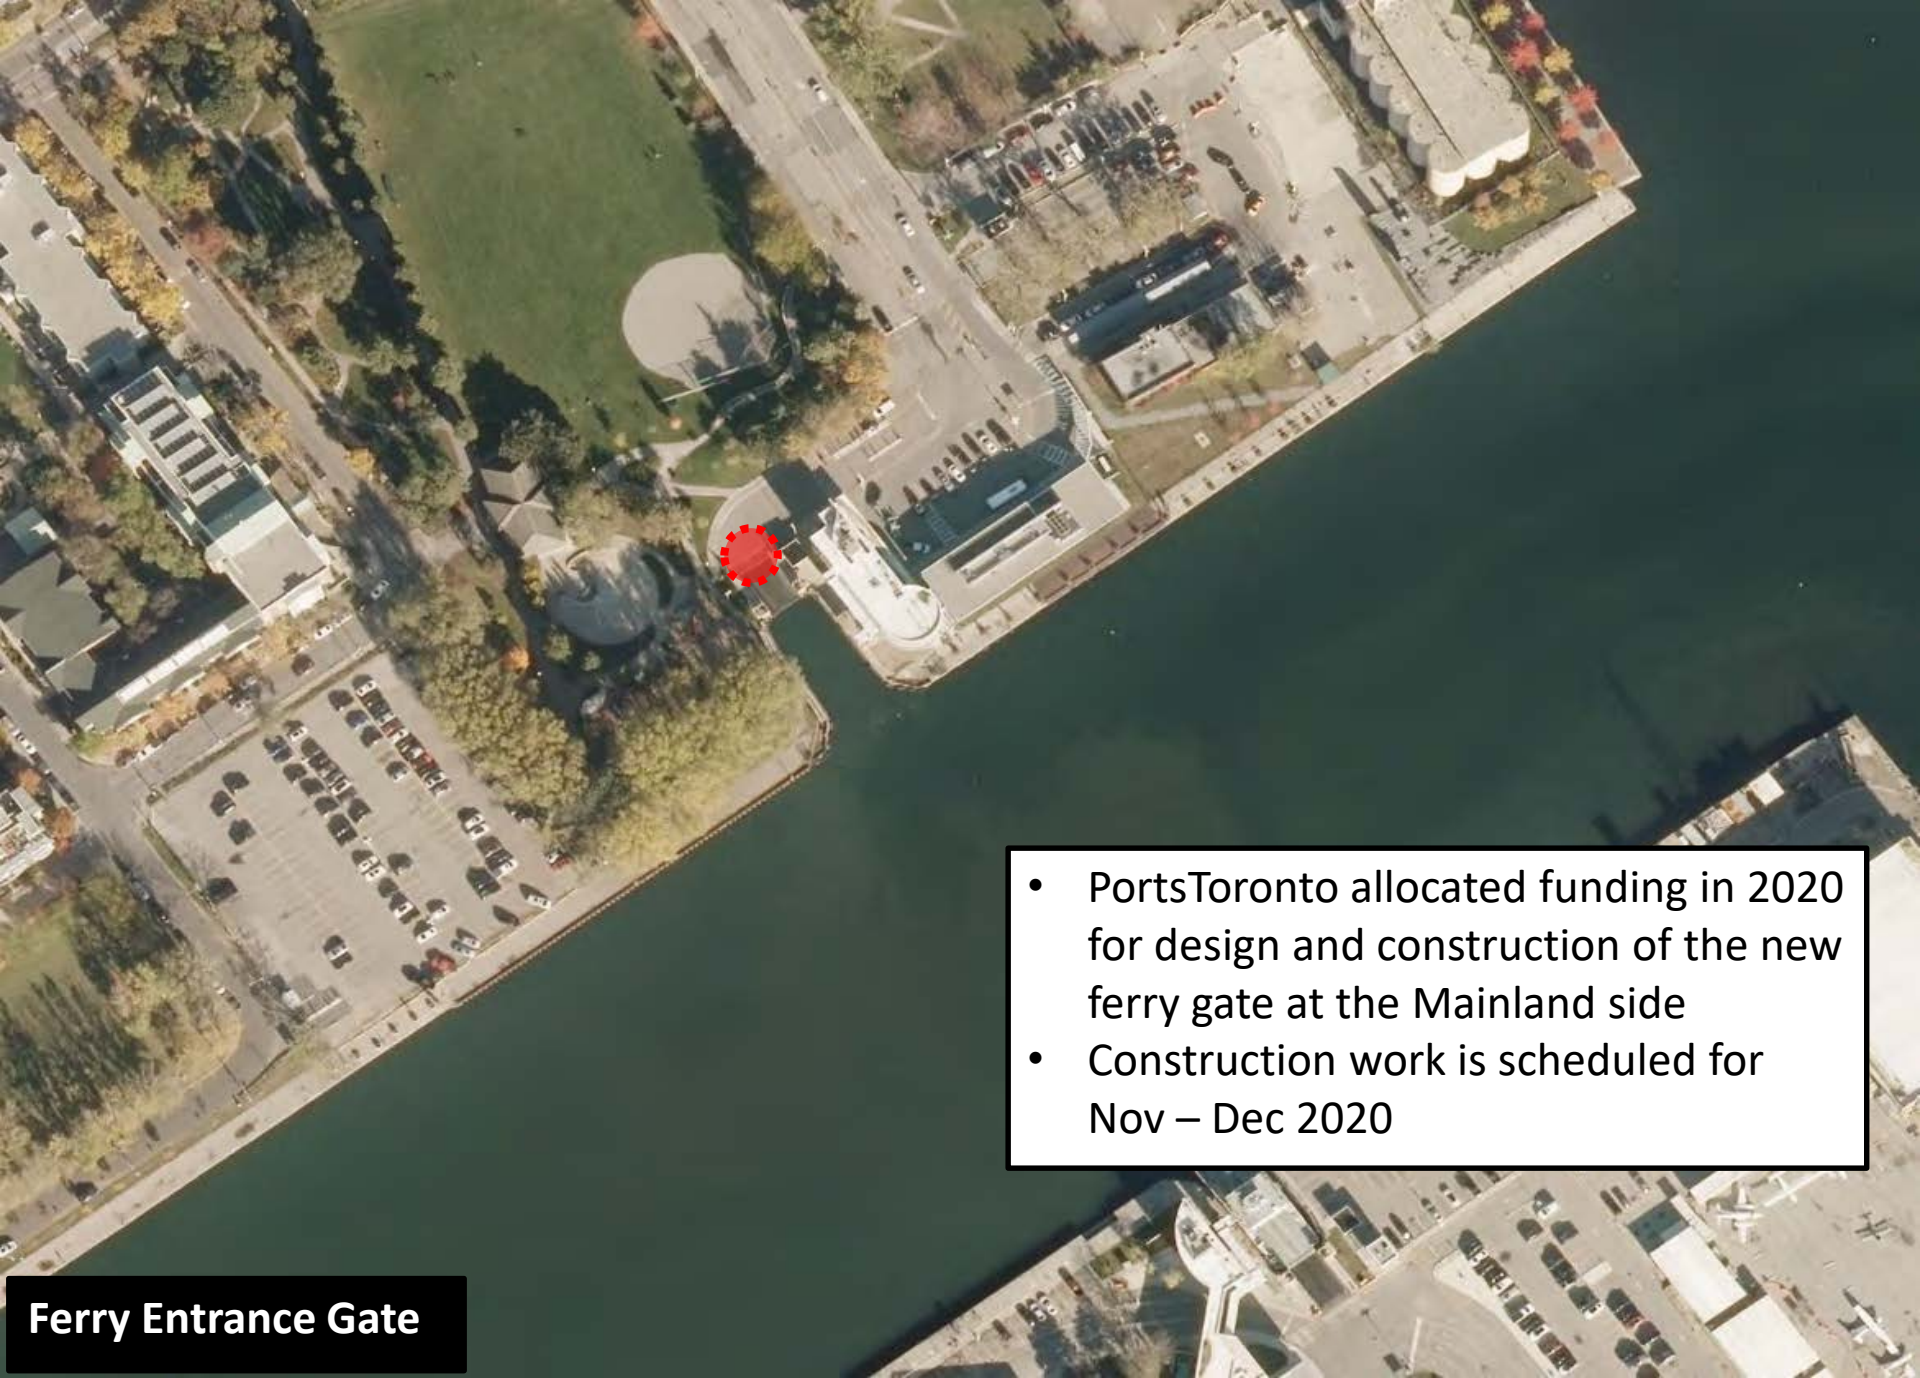 • PortsToronto allocated funding in 2020
for design and construction of the new
ferry gate at the Mainland side
• Construction work is scheduled for
Nov – Dec 2020
Ferry Entrance Gate